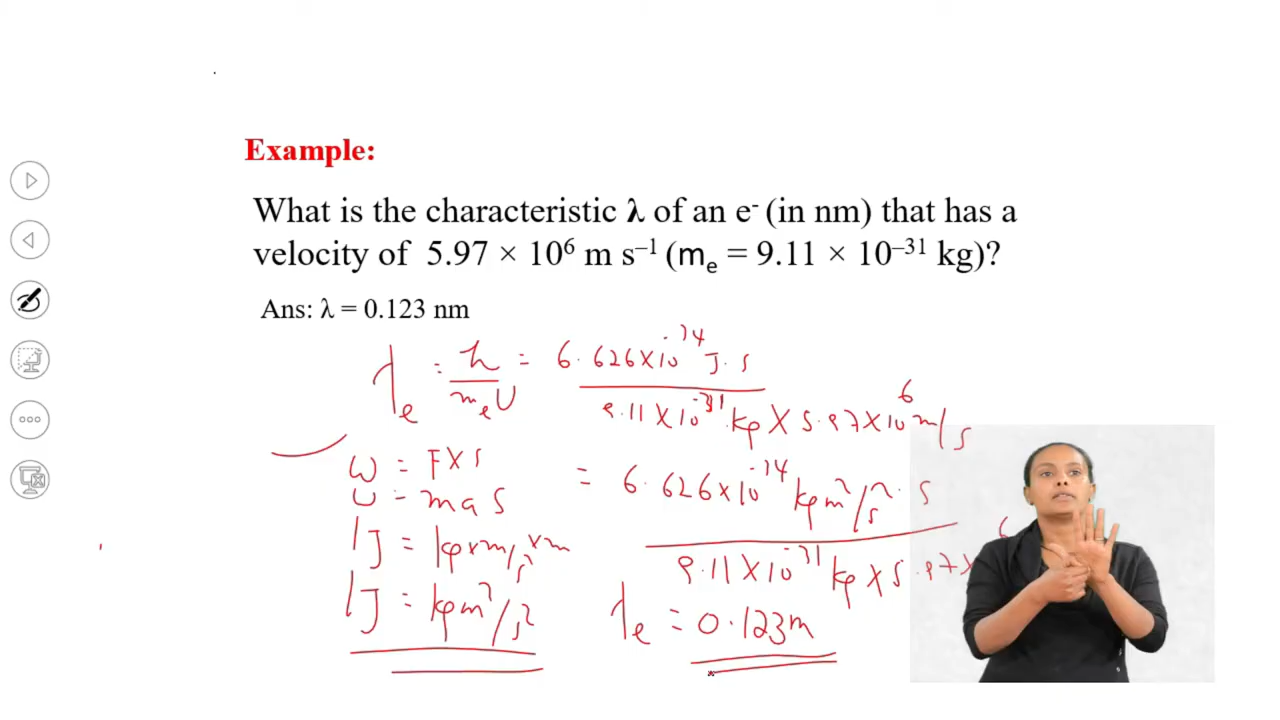 Example:
What is the characteristic λ of an e⁻ (in nm) that has a
velocity of 5.97 × 10⁶ m s⁻¹ (mₑ = 9.11 × 10⁻³¹ kg)?
Ans: λ = 0.123 nm
λe = h / meU = 6.626×10⁻³⁴ J.s / 9.11×10⁻³¹ kg × 5.97×10⁶ m/s
W = F×S
U = m a S
1J = kg×m/s²×m
1J = kgm²/s²
= 6.626×10⁻³⁴ kgm²/s² . s / 9.11×10⁻³¹ kg × 5.97× 6
λe = 0.123m